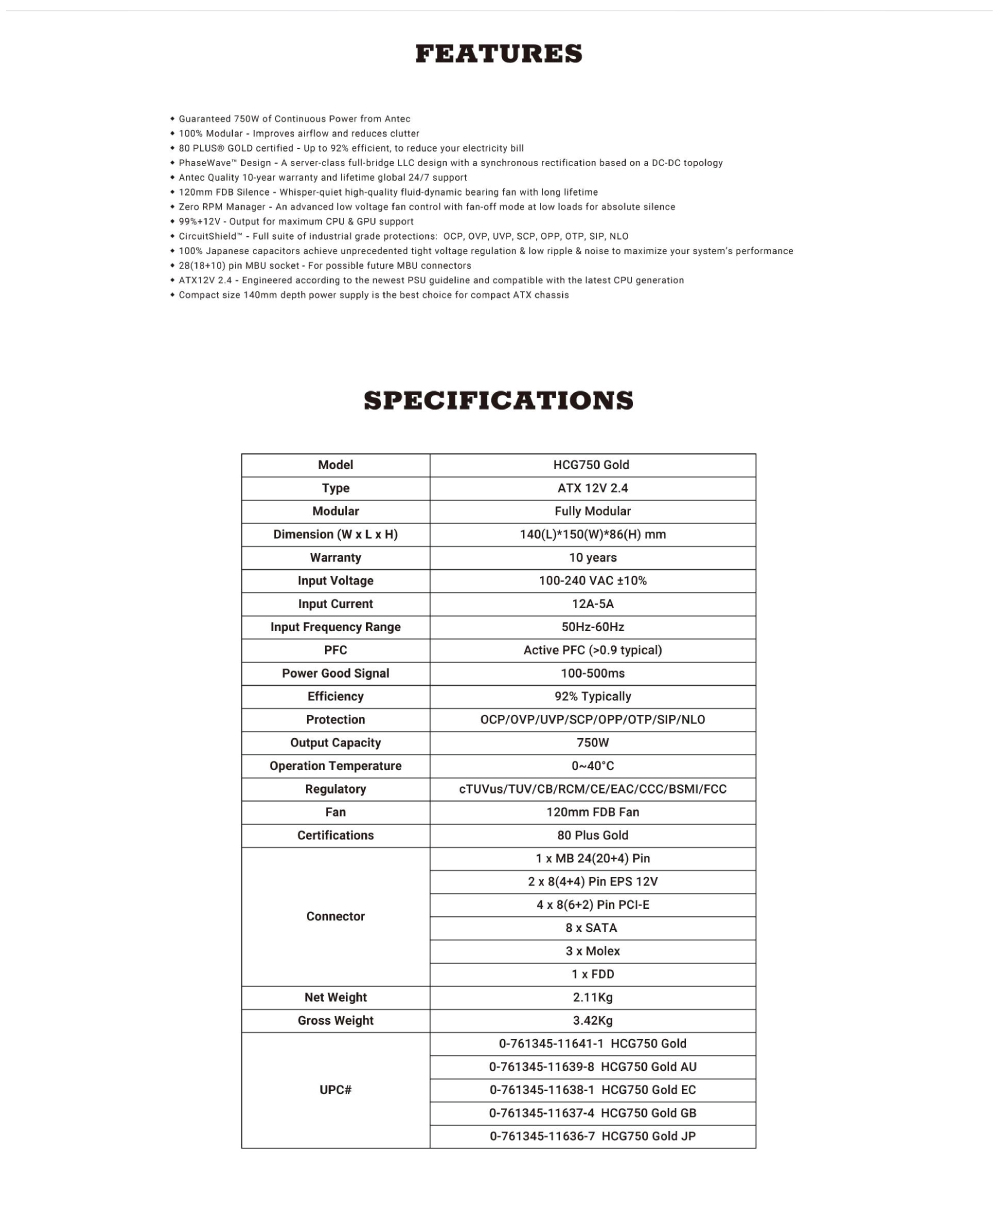 FEATURES
◆ Guaranteed 750W of Continuous Power from Antec
◆ 100% Modular - Improves airflow and reduces clutter
◆ 80 PLUS® GOLD certified - Up to 92% efficient, to reduce your electricity bill
◆ PhaseWave™ Design - A server-class full-bridge LLC design with a synchronous rectification based on a DC-DC topology
◆ Antec Quality 10-year warranty and lifetime global 24/7 support
◆ 120mm FDB Silence - Whisper-quiet high-quality fluid-dynamic bearing fan with long lifetime
◆ Zero RPM Manager - An advanced low voltage fan control with fan-off mode at low loads for absolute silence
◆ 99%+12V - Output for maximum CPU & GPU support
◆ CircuitShield™ - Full suite of industrial grade protections: OCP, OVP, UVP, SCP, OPP, OTP, SIP, NLO
◆ 100% Japanese capacitors achieve unprecedented tight voltage regulation & low ripple & noise to maximize your system's performance
◆ 28(18+10) pin MBU socket - For possible future MBU connectors
◆ ATX12V 2.4 - Engineered according to the newest PSU guideline and compatible with the latest CPU generation
◆ Compact size 140mm depth power supply is the best choice for compact ATX chassis
SPECIFICATIONS
Model HCG750 Gold
Type ATX 12V 2.4
Modular Fully Modular
Dimension (W x L x H) 140(L)*150(W)*86(H) mm
Warranty 10 years
Input Voltage 100-240 VAC ±10%
Input Current 12A-5A
Input Frequency Range 50Hz-60Hz
PFC Active PFC (>0.9 typical)
Power Good Signal 100-500ms
Efficiency 92% Typically
Protection OCP/OVP/UVP/SCP/OPP/OTP/SIP/NLO
Output Capacity 750W
Operation Temperature 0~40°C
Regulatory cTUVus/TUV/CB/RCM/CE/EAC/CCC/BSMI/FCC
Fan 120mm FDB Fan
Certifications 80 Plus Gold
Connector
1 x MB 24(20+4) Pin
2 x 8(4+4) Pin EPS 12V
4 x 8(6+2) Pin PCI-E
8 x SATA
3 x Molex
1 x FDD
Net Weight 2.11Kg
Gross Weight 3.42Kg
UPC#
0-761345-11641-1 HCG750 Gold
0-761345-11639-8 HCG750 Gold AU
0-761345-11638-1 HCG750 Gold EC
0-761345-11637-4 HCG750 Gold GB
0-761345-11636-7 HCG750 Gold JP